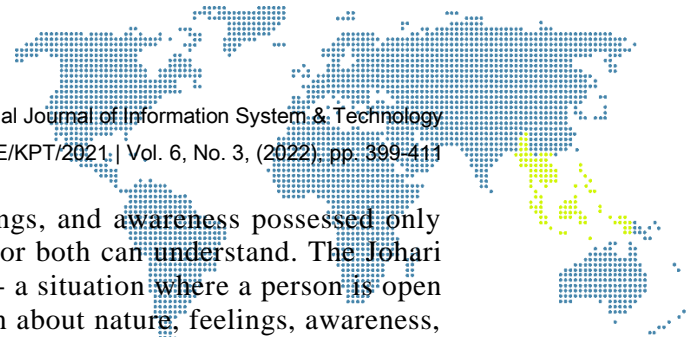 al Journal of Information System & Technology
E/KPT/2021 | Vol. 6, No. 3, (2022), pp. 399-411
ngs, and awareness possessed only
or both can understand. The Johari
- a situation where a person is open
n about nature, feelings, awareness,